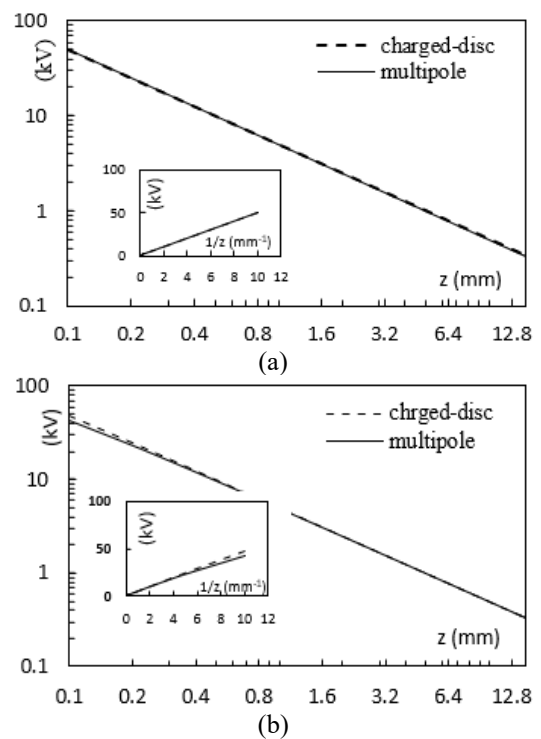 100
(kV)
charged-disc
multipole
10
100
(kV)
50
1/z (mm⁻¹)
0
0 2 4 6 8 10 12
1
z (mm)
0.1
0.1 0.2 0.4 0.8 1.6 3.2 6.4 12.8
(a)
100
(kV)
chrged-disc
multipole
10
100
(kV)
50
1/z (mm⁻¹)
0
0 2 4 6 8 10 12
1
z (mm)
0.1
0.1 0.2 0.4 0.8 1.6 3.2 6.4 12.8
(b)